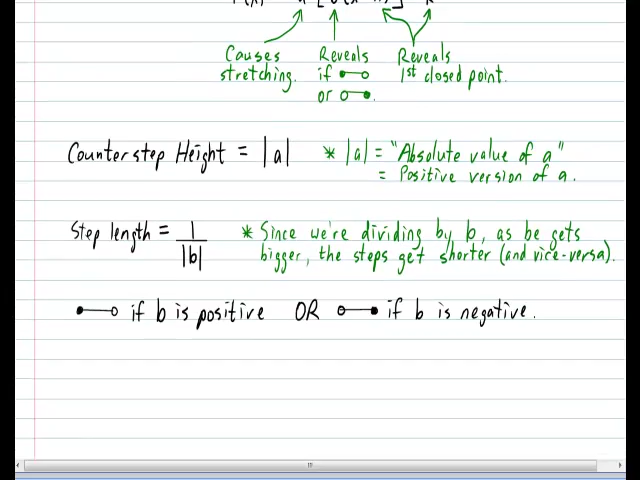 Causes Reveals Reveals
stretching. if 1st closed point.
or
Counterstep Height = |a| * |a| = "Absolute value of a"
= Positive version of a.
Step length = 1/|b| * Since we're dividing by b, as be gets
bigger, the steps get shorter (and vice-versa).
if b is positive OR if b is negative.